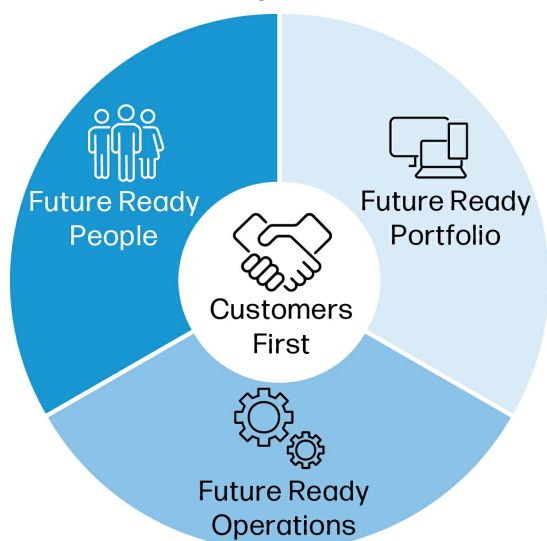 Future Ready
People
Future Ready
Portfolio
Customers
First
Future Ready
Operations